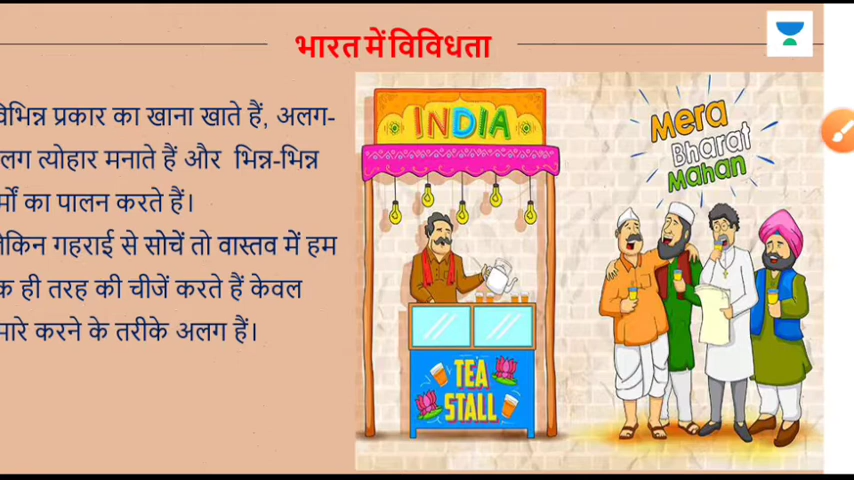 भारत में विविधता
प्रकार का खाना खाते हैं, अलग-
त्योहार मनाते हैं और भिन्न-भिन्न
का पालन करते हैं।
गहराई से सोचें तो वास्तव में हम
ही तरह की चीजें करते हैं केवल
करने के तरीके अलग हैं।
INDIA
TEA
STALL
Mera
Bharat
Mahan